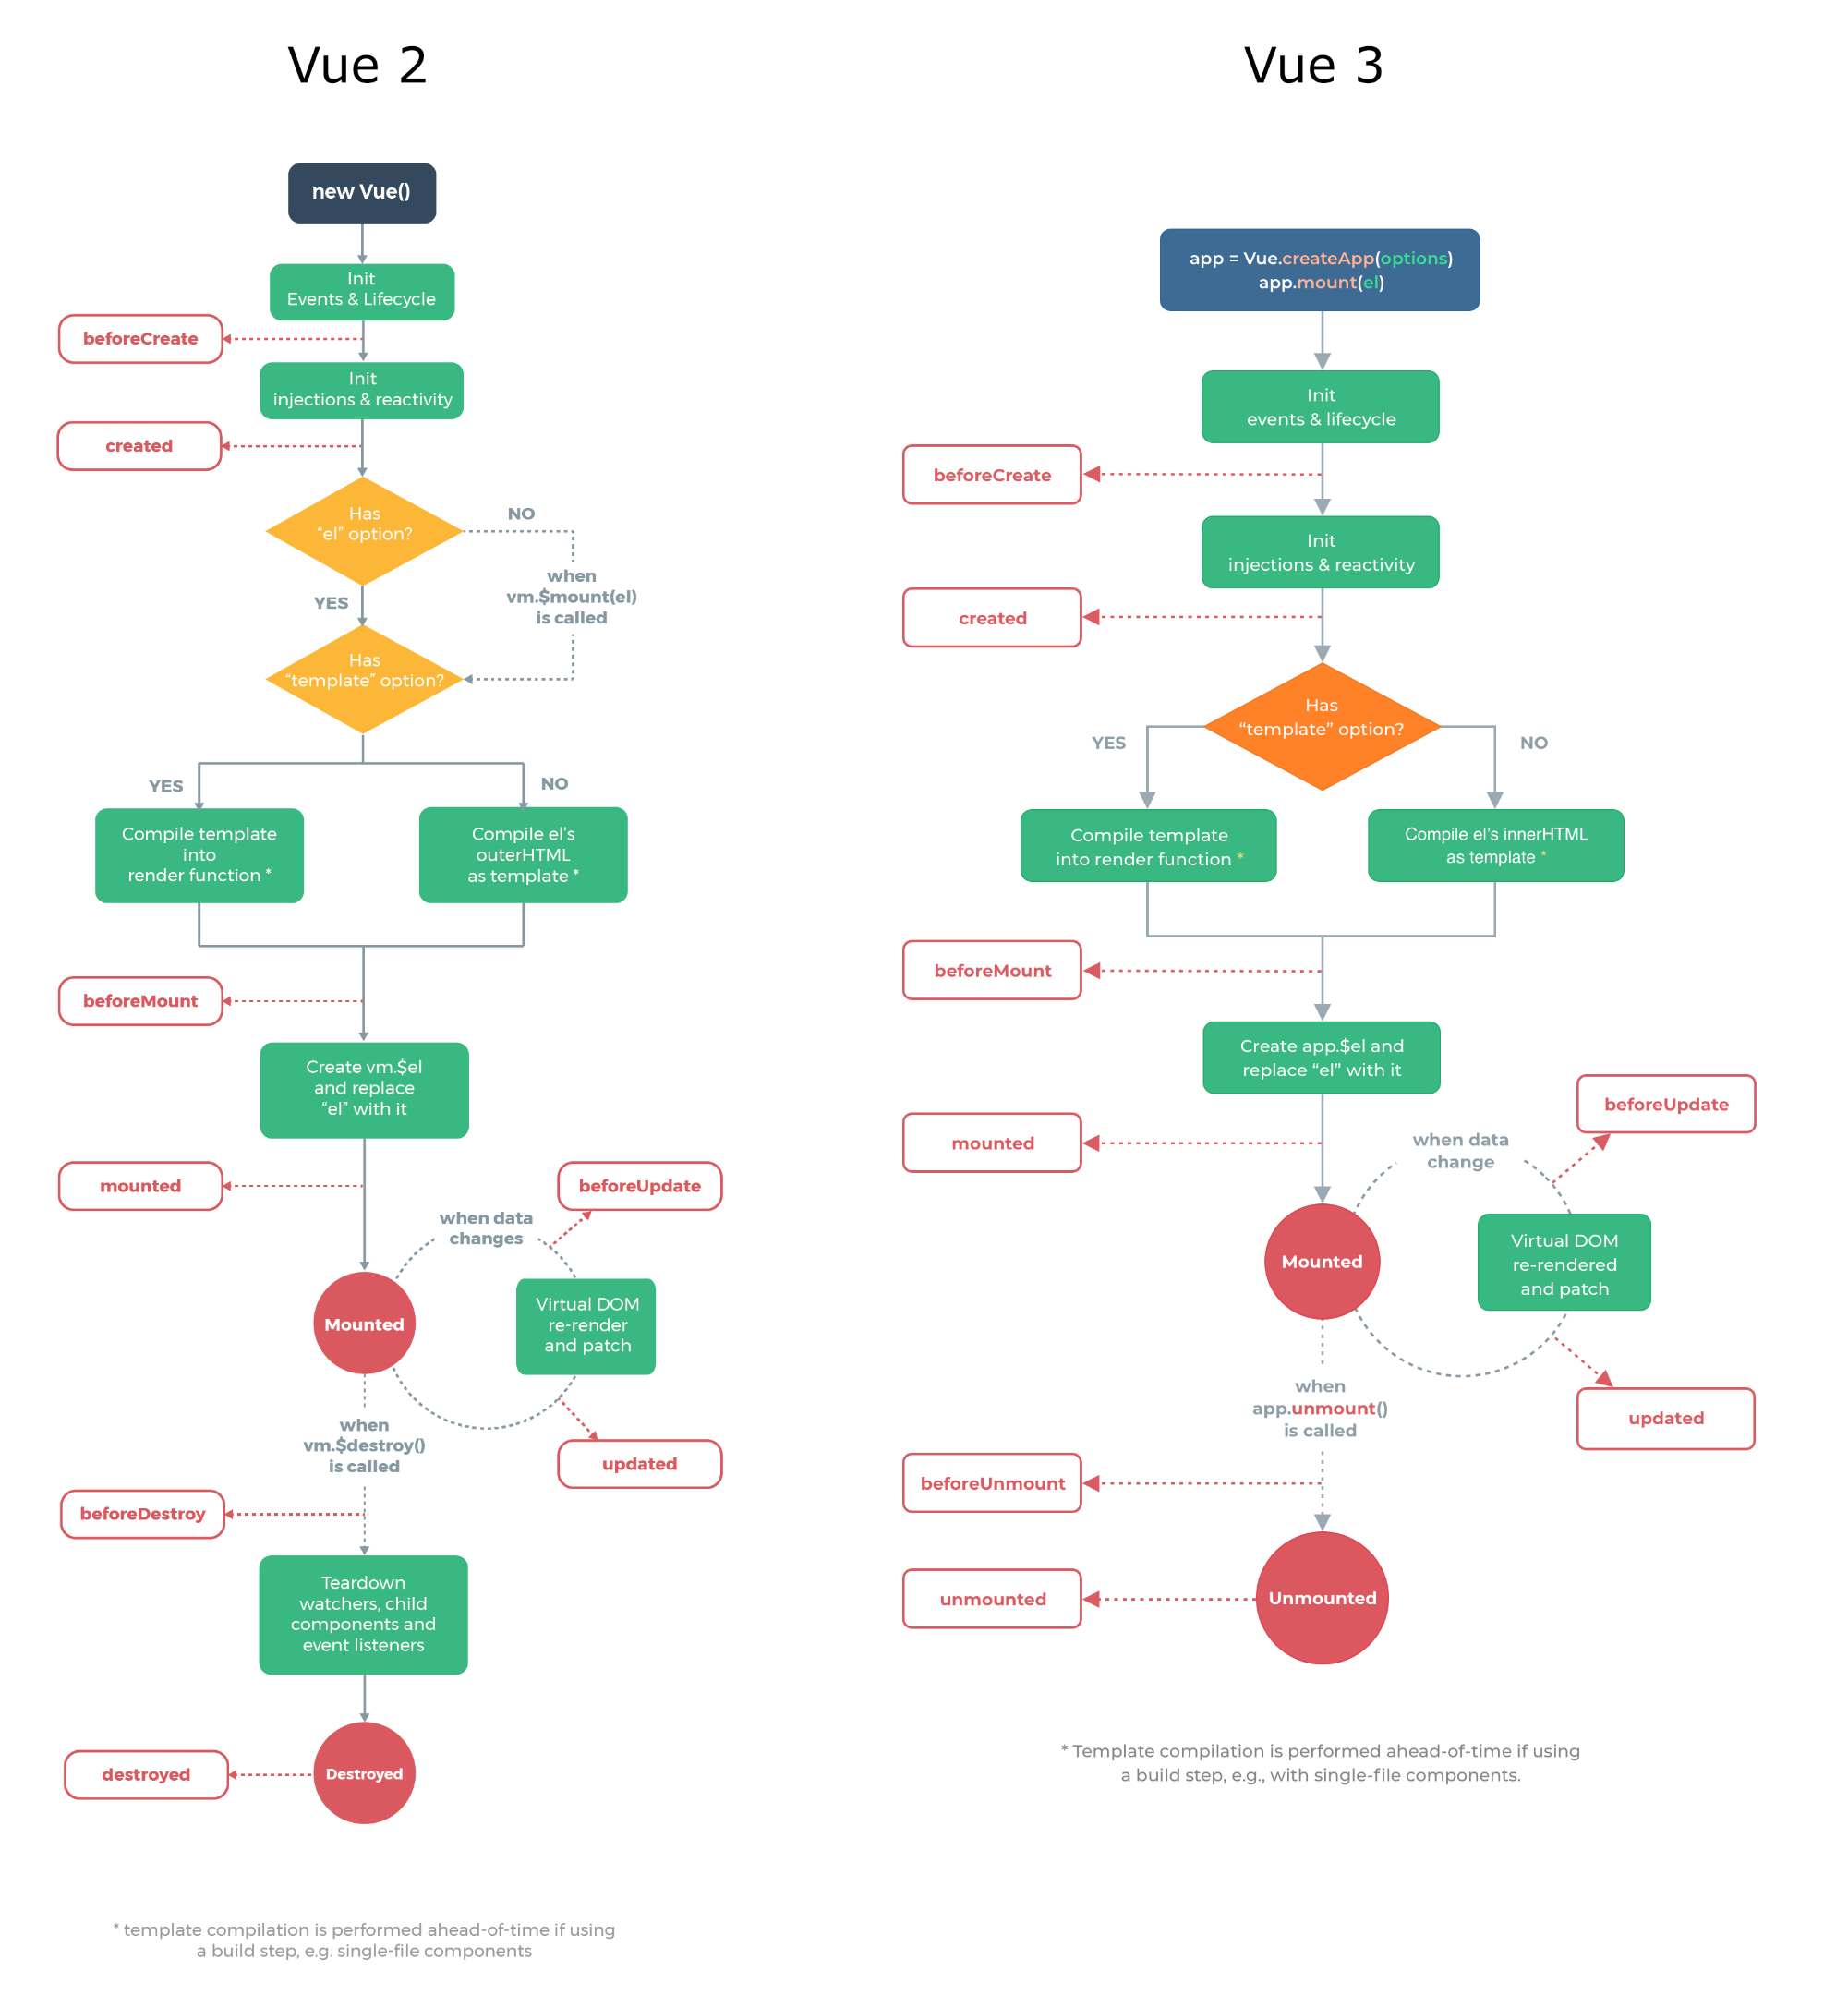 Vue 2
new Vue()
Init
Events & Lifecycle
beforeCreate
Init
injections & reactivity
created
Has
“el” option?
NO
when
vm.$mount(el)
is called
YES
Has
“template” option?
YES
NO
Compile template
into
render function *
Compile el’s
outerHTML
as template *
beforeMount
Create vm.$el
and replace
“el” with it
mounted
beforeUpdate
when data
changes
Mounted
Virtual DOM
re-render
and patch
when
vm.$destroy()
is called
updated
beforeDestroy
Teardown
watchers, child
components and
event listeners
destroyed
Destroyed
* template compilation is performed ahead-of-time if using
a build step, e.g. single-file components
Vue 3
app = Vue.createApp(options)
app.mount(el)
Init
events & lifecycle
beforeCreate
Init
injections & reactivity
created
Has
“template” option?
YES
NO
Compile template
into render function *
Compile el’s innerHTML
as template *
beforeMount
Create app.$el and
replace “el” with it
beforeUpdate
mounted
when data
change
Mounted
Virtual DOM
re-rendered
and patch
when
app.unmount()
is called
updated
beforeUnmount
unmounted
Unmounted
* Template compilation is performed ahead-of-time if using
a build step, e.g., with single-file components.